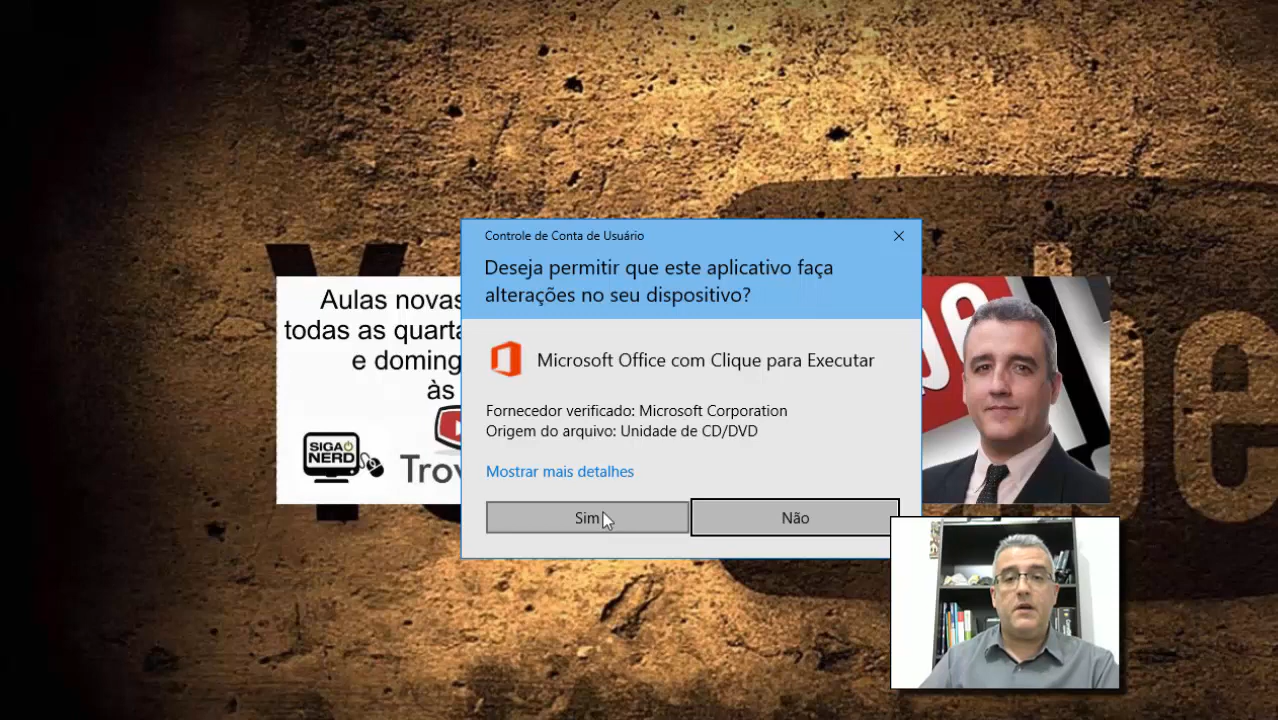 Controle de Conta de Usuário
Deseja permitir que este aplicativo faça
alterações no seu dispositivo?
Microsoft Office com Clique para Executar
Fornecedor verificado: Microsoft Corporation
Origem do arquivo: Unidade de CD/DVD
Mostrar mais detalhes
Sim
Não
Aulas novas
todas as quarta
e doming
às
SIGA
NERD
Trov